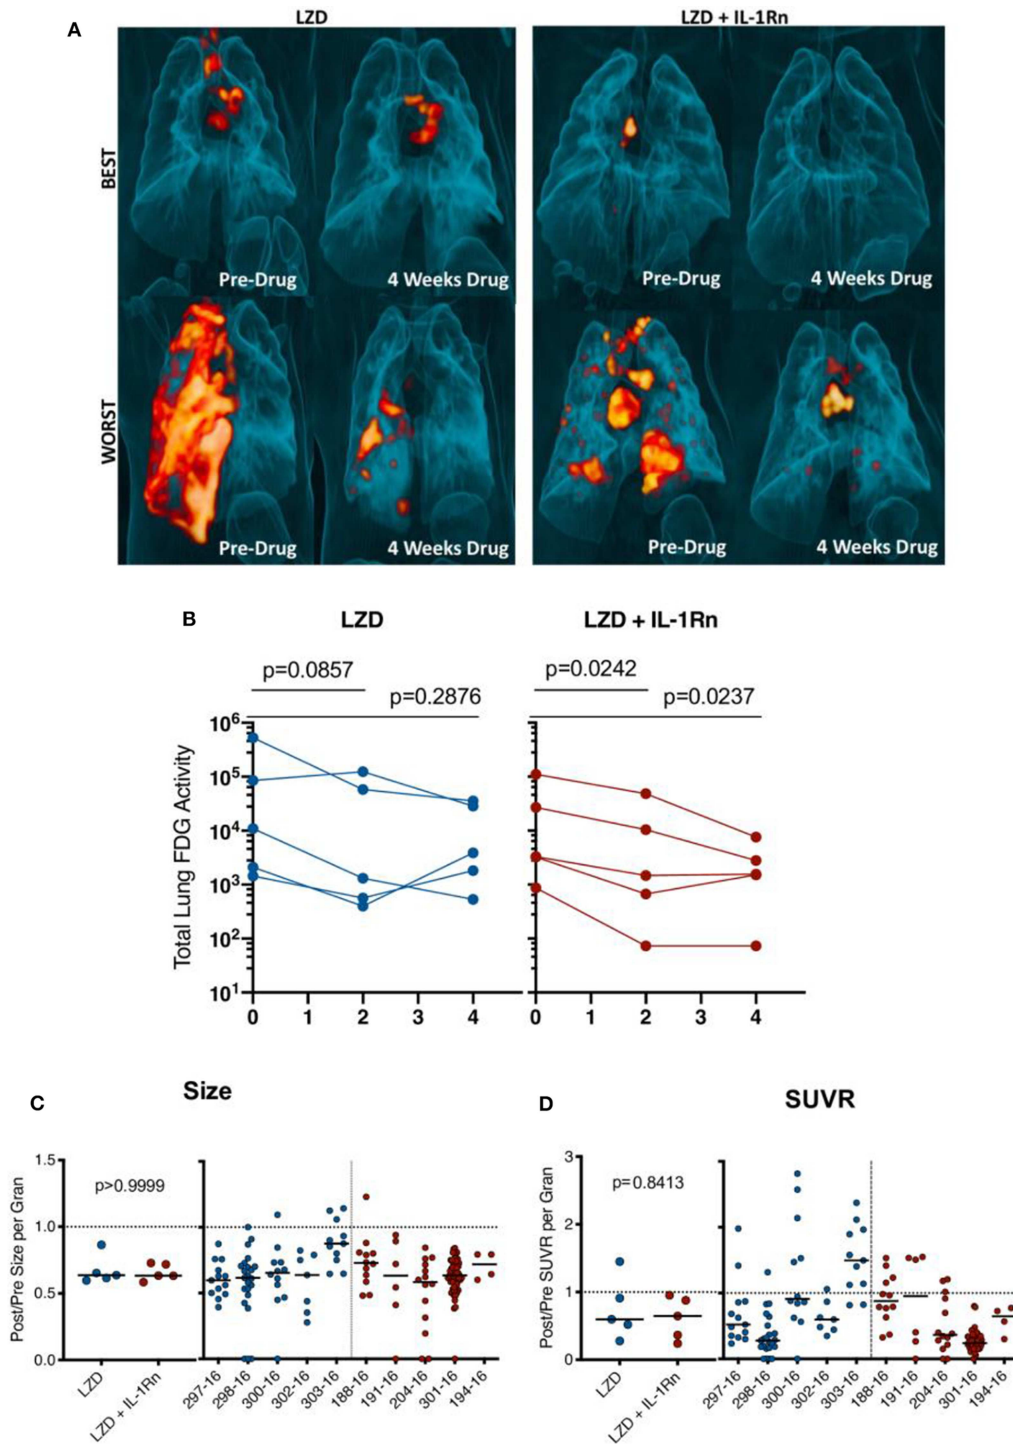 A
LZD
LZD + IL-1Rn
BEST
Pre-Drug
4 Weeks Drug
Pre-Drug
4 Weeks Drug
WORST
Pre-Drug
4 Weeks Drug
Pre-Drug
4 Weeks Drug
B
LZD
LZD + IL-1Rn
p=0.0857
p=0.2876
p=0.0242
p=0.0237
Total Lung FDG Activity
10^6
10^5
10^4
10^3
10^2
10^1
0 1 2 3 4
0 1 2 3 4
C
Size
Post/Pre Size per Gran
1.5
1.0
0.5
0.0
p>0.9999
LZD
LZD + IL-1Rn
297-16
298-16
300-16
302-16
303-16
188-16
191-16
204-16
301-16
194-16
D
SUVR
Post/Pre SUVR per Gran
3
2
1
0
p=0.8413
LZD
LZD + IL-1Rn
297-16
298-16
300-16
302-16
303-16
188-16
191-16
204-16
301-16
194-16